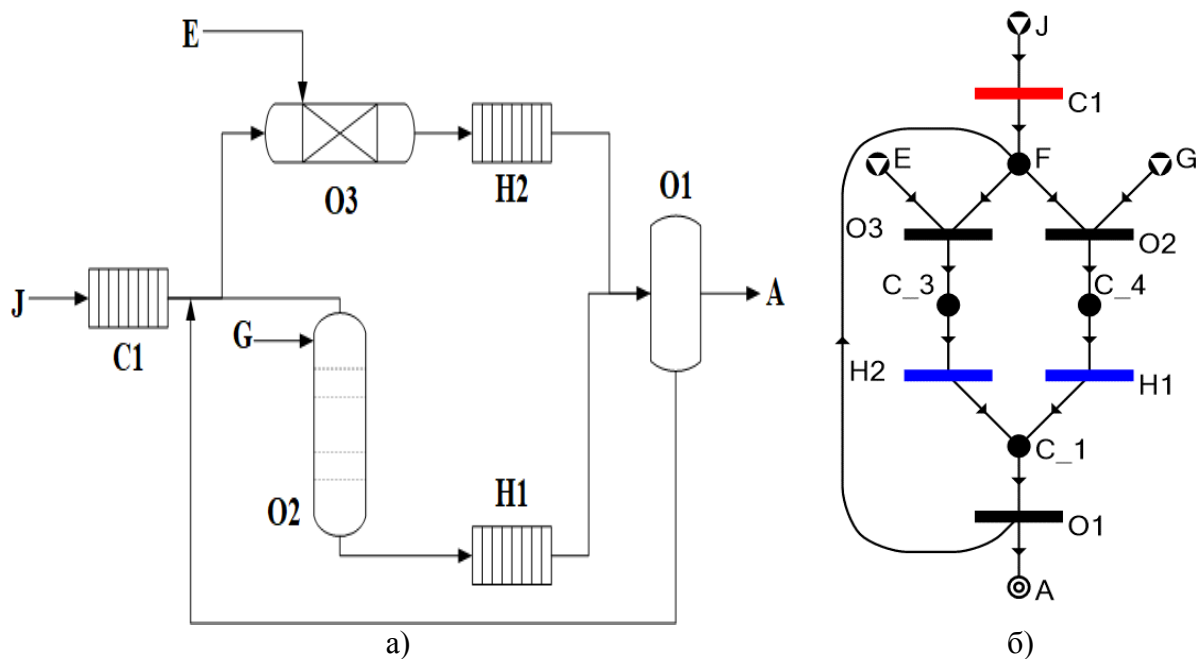 E
O3
H2
O1
J
A
C1
G
O2
H1
а)
J
C1
E
F
G
O3
O2
C_3
C_4
H2
H1
C_1
O1
A
б)